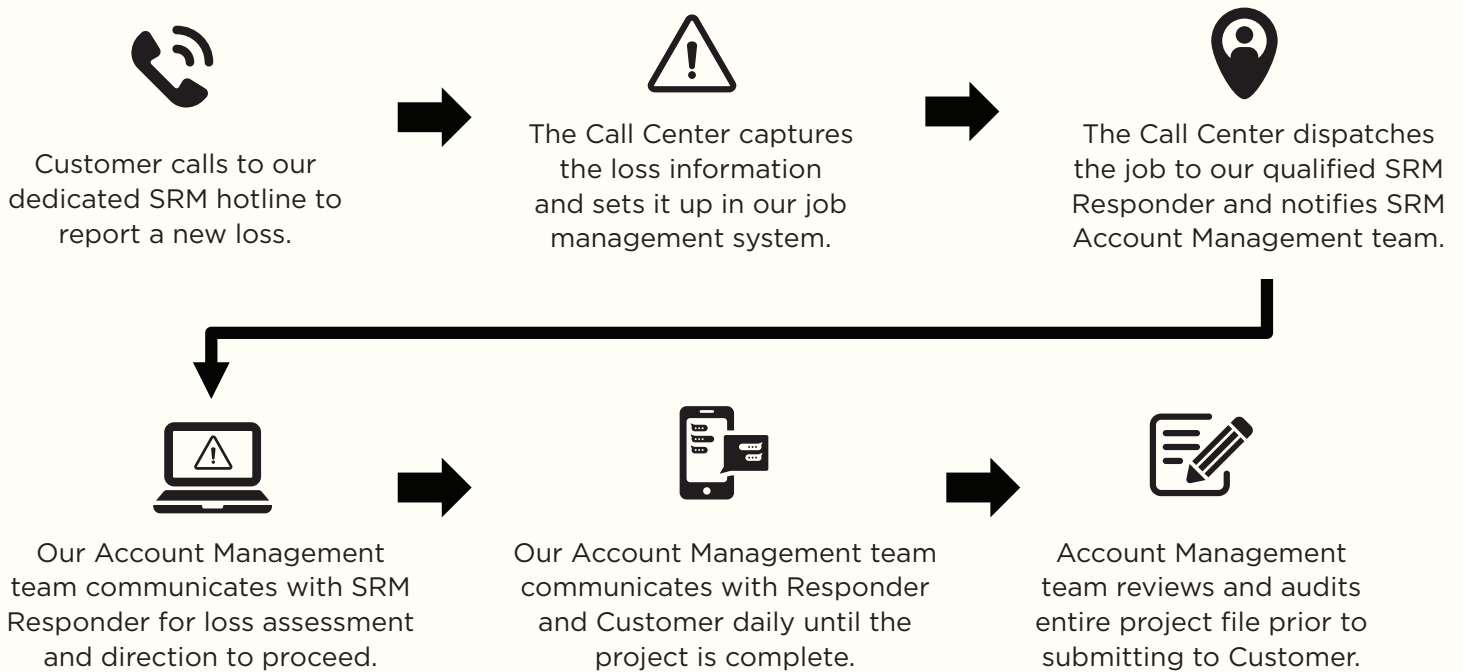 Customer calls to our
dedicated SRM hotline to
report a new loss.
The Call Center captures
the loss information
and sets it up in our job
management system.
The Call Center dispatches
the job to our qualified SRM
Responder and notifies SRM
Account Management team.
Our Account Management
team communicates with SRM
Responder for loss assessment
and direction to proceed.
Our Account Management team
communicates with Responder
and Customer daily until the
project is complete.
Account Management
team reviews and audits
entire project file prior to
submitting to Customer.